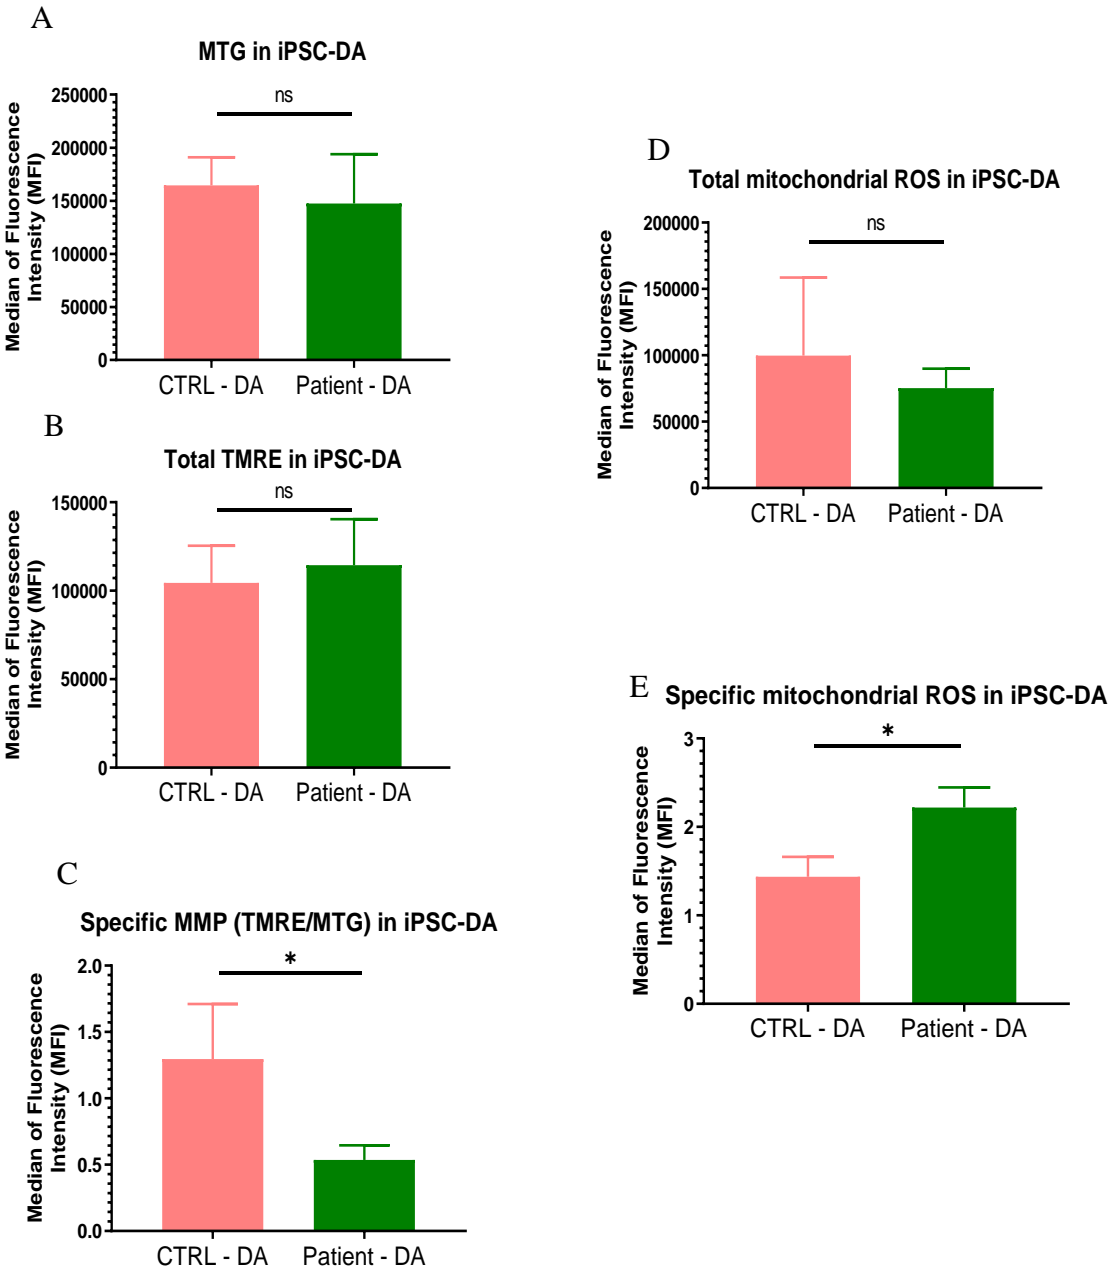 A
MTG in iPSC-DA
Median of Fluorescence
Intensity (MFI)
250000
200000
150000
100000
50000
0
ns
CTRL - DA
Patient - DA
B
Total TMRE in iPSC-DA
Median of Fluorescence
Intensity (MFI)
150000
100000
50000
0
ns
CTRL - DA
Patient - DA
C
Specific MMP (TMRE/MTG) in iPSC-DA
Median of Fluorescence
Intensity (MFI)
2.0
1.5
1.0
0.5
0.0
*
CTRL - DA
Patient - DA
D
Total mitochondrial ROS in iPSC-DA
Median of Fluorescence
Intensity (MFI)
200000
150000
100000
50000
0
ns
CTRL - DA
Patient - DA
E
Specific mitochondrial ROS in iPSC-DA
Median of Fluorescence
Intensity (MFI)
3
2
1
0
*
CTRL - DA
Patient - DA